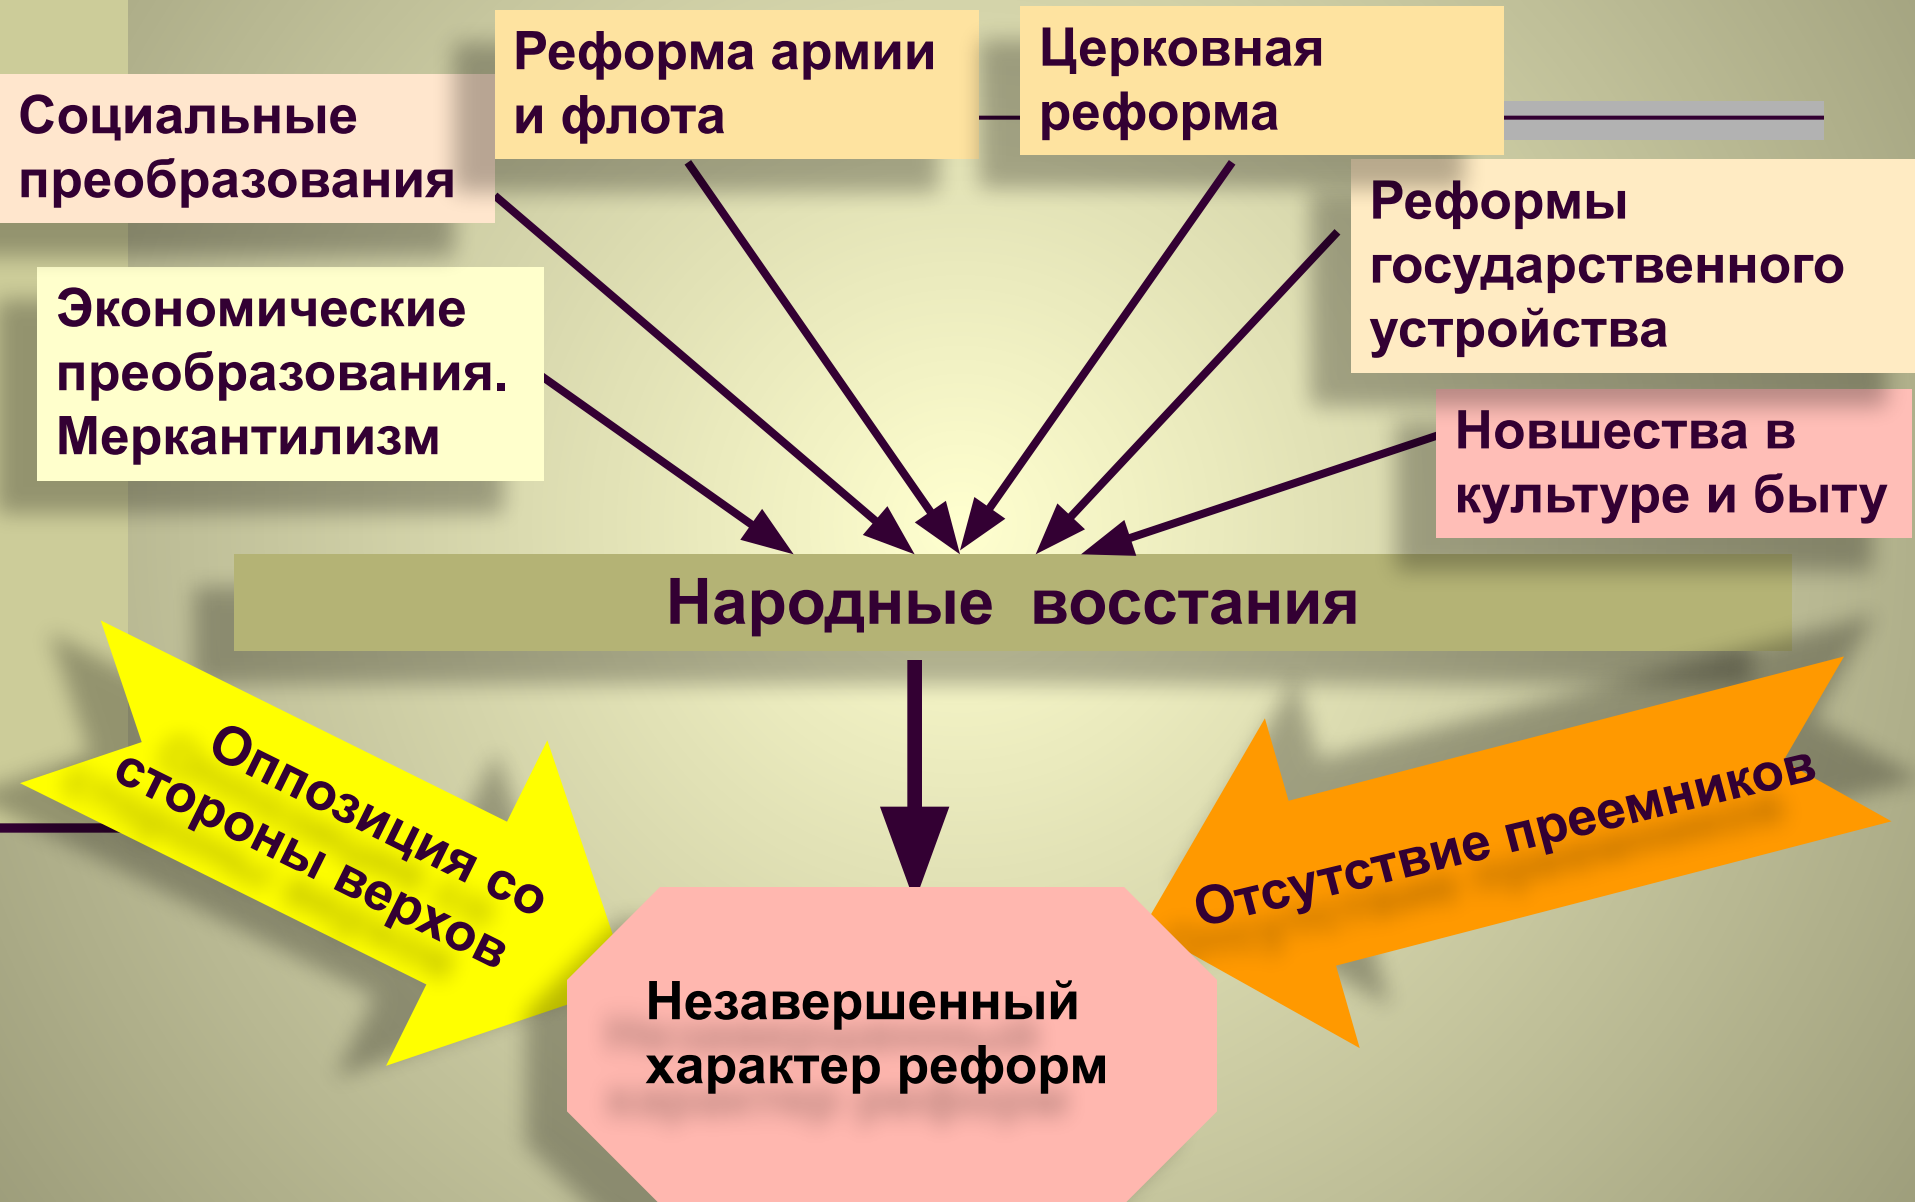 Реформа армии
и флота
Церковная
реформа
Социальные
преобразования
Реформы
государственного
устройства
Экономические
преобразования.
Меркантилизм
Новшества в
культуре и быту
Народные восстания
Оппозиция со
стороны верхов
Отсутствие преемников
Незавершенный
характер реформ